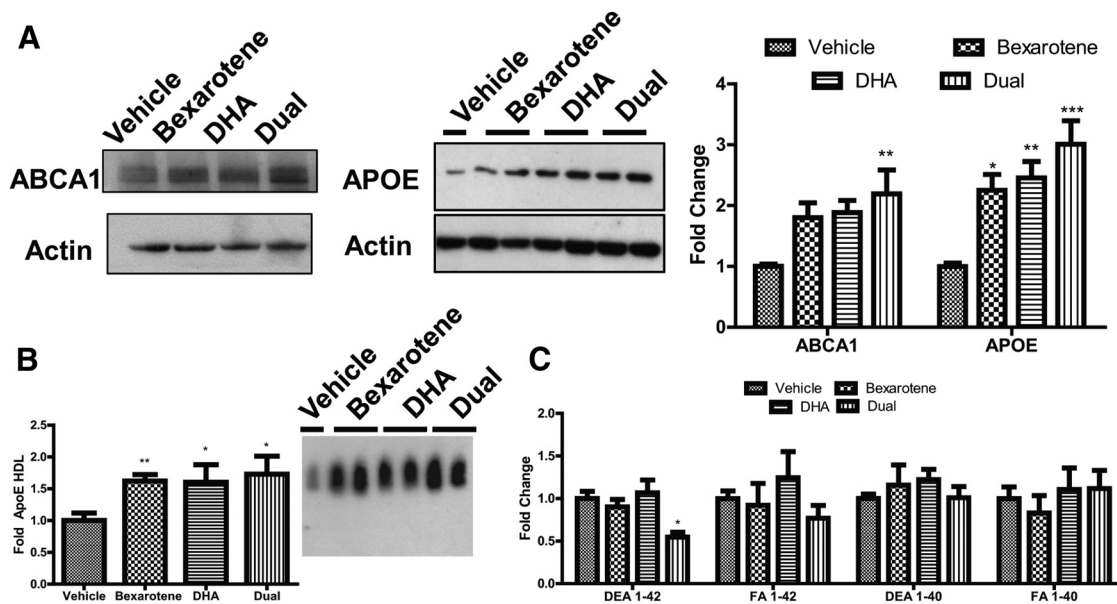 A
Vehicle
Bexarotene
DHA
Dual
ABCA1
Actin
Vehicle
Bexarotene
DHA
Dual
APOE
Actin
Vehicle Bexarotene
DHA Dual
Fold Change
4
3
2
1
0
** * ** ***
ABCA1 APOE
B
Fold ApoE HDL
2.5
2.0
1.5
1.0
0.5
0.0
** * *
Vehicle Bexarotene DHA Dual
Vehicle
Bexarotene
DHA
Dual
C
Vehicle Bexarotene
DHA Dual
Fold Change
2.0
1.5
1.0
0.5
0.0
*
DEA 1-42 FA 1-42 DEA 1-40 FA 1-40